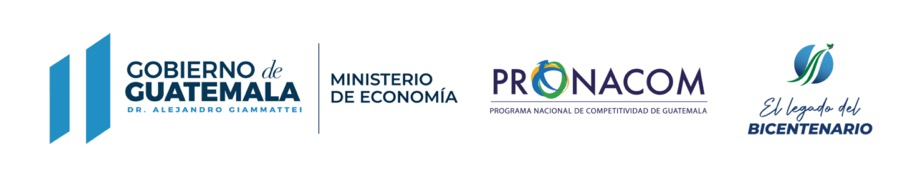 GOBIERNO de
GUATEMALA
DR. ALEJANDRO GIAMMATTEI
MINISTERIO
DE ECONOMÍA
PRONACOM
PROGRAMA NACIONAL DE COMPETITIVIDAD DE GUATEMALA
El legado del
BICENTENARIO